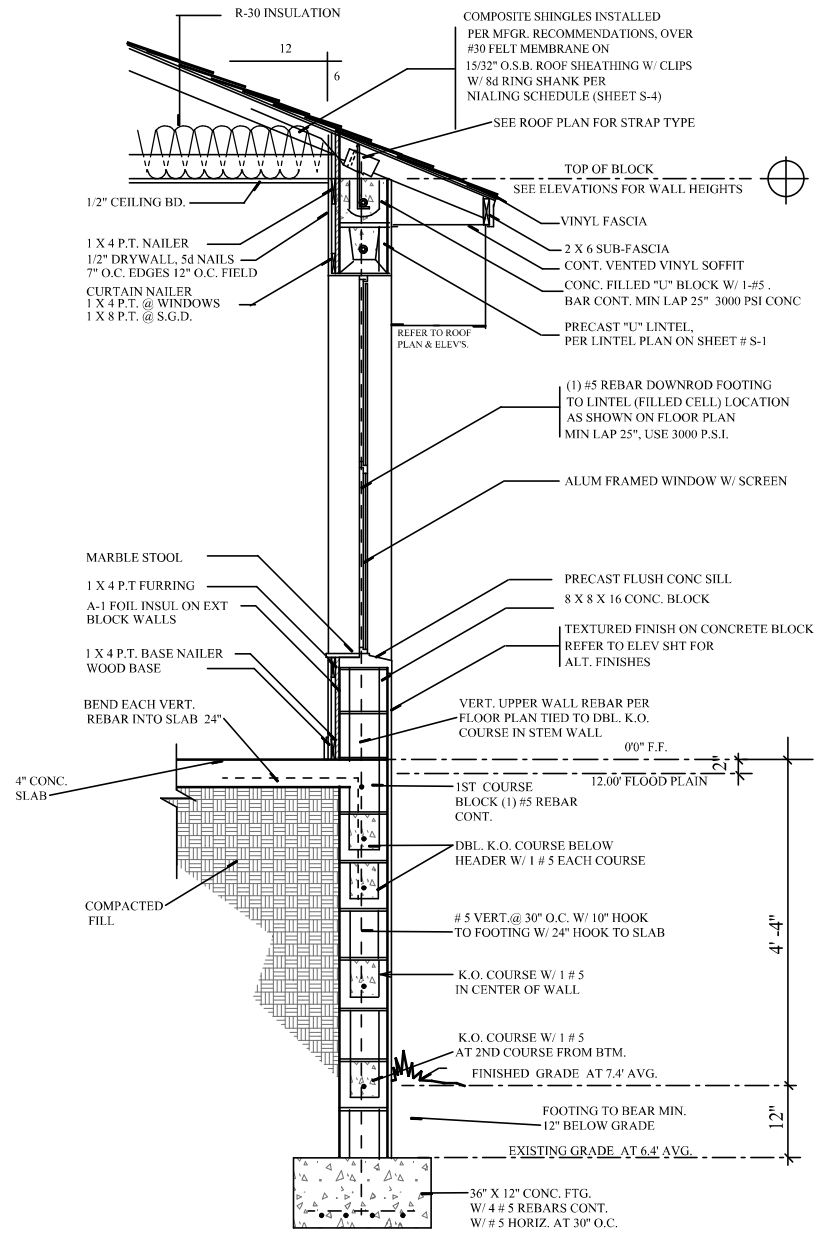 R-30 INSULATION
12
6
COMPOSITE SHINGLES INSTALLED
PER MFGR. RECOMMENDATIONS, OVER
#30 FELT MEMBRANE ON
15/32" O.S.B. ROOF SHEATHING W/ CLIPS
W/ 8d RING SHANK PER
NIALING SCHEDULE (SHEET S-4)
SEE ROOF PLAN FOR STRAP TYPE
TOP OF BLOCK
SEE ELEVATIONS FOR WALL HEIGHTS
1/2" CEILING BD.
VINYL FASCIA
1 X 4 P.T. NAILER
1/2" DRYWALL, 5d NAILS
7" O.C. EDGES 12" O.C. FIELD
2 X 6 SUB-FASCIA
CONT. VENTED VINYL SOFFIT
CURTAIN NAILER
1 X 4 P.T. @ WINDOWS
1 X 8 P.T. @ S.G.D.
CONC. FILLED "U" BLOCK W/ 1-#5 .
BAR CONT. MIN LAP 25" 3000 PSI CONC
REFER TO ROOF
PLAN & ELEV'S.
PRECAST "U" LINTEL,
PER LINTEL PLAN ON SHEET # S-1
(1) #5 REBAR DOWNROD FOOTING
TO LINTEL (FILLED CELL) LOCATION
AS SHOWN ON FLOOR PLAN
MIN LAP 25", USE 3000 P.S.I.
ALUM FRAMED WINDOW W/ SCREEN
MARBLE STOOL
1 X 4 P.T FURRING
A-1 FOIL INSUL ON EXT
BLOCK WALLS
PRECAST FLUSH CONC SILL
8 X 8 X 16 CONC. BLOCK
TEXTURED FINISH ON CONCRETE BLOCK
REFER TO ELEV SHT FOR
ALT. FINISHES
1 X 4 P.T. BASE NAILER
WOOD BASE
BEND EACH VERT.
REBAR INTO SLAB 24"
VERT. UPPER WALL REBAR PER
FLOOR PLAN TIED TO DBL. K.O.
COURSE IN STEM WALL
0'0" F.F.
2"
12.00' FLOOD PLAIN
4" CONC.
SLAB
1ST COURSE
BLOCK (1) #5 REBAR
CONT.
DBL. K.O. COURSE BELOW
HEADER W/ 1 # 5 EACH COURSE
COMPACTED
FILL
# 5 VERT.@ 30" O.C. W/ 10" HOOK
TO FOOTING W/ 24" HOOK TO SLAB
4' -4"
K.O. COURSE W/ 1 # 5
IN CENTER OF WALL
K.O. COURSE W/ 1 # 5
AT 2ND COURSE FROM BTM.
FINISHED GRADE AT 7.4' AVG.
FOOTING TO BEAR MIN.
12" BELOW GRADE
12"
EXISTING GRADE AT 6.4' AVG.
36" X 12" CONC. FTG.
W/ 4 # 5 REBARS CONT.
W/ # 5 HORIZ. AT 30" O.C.